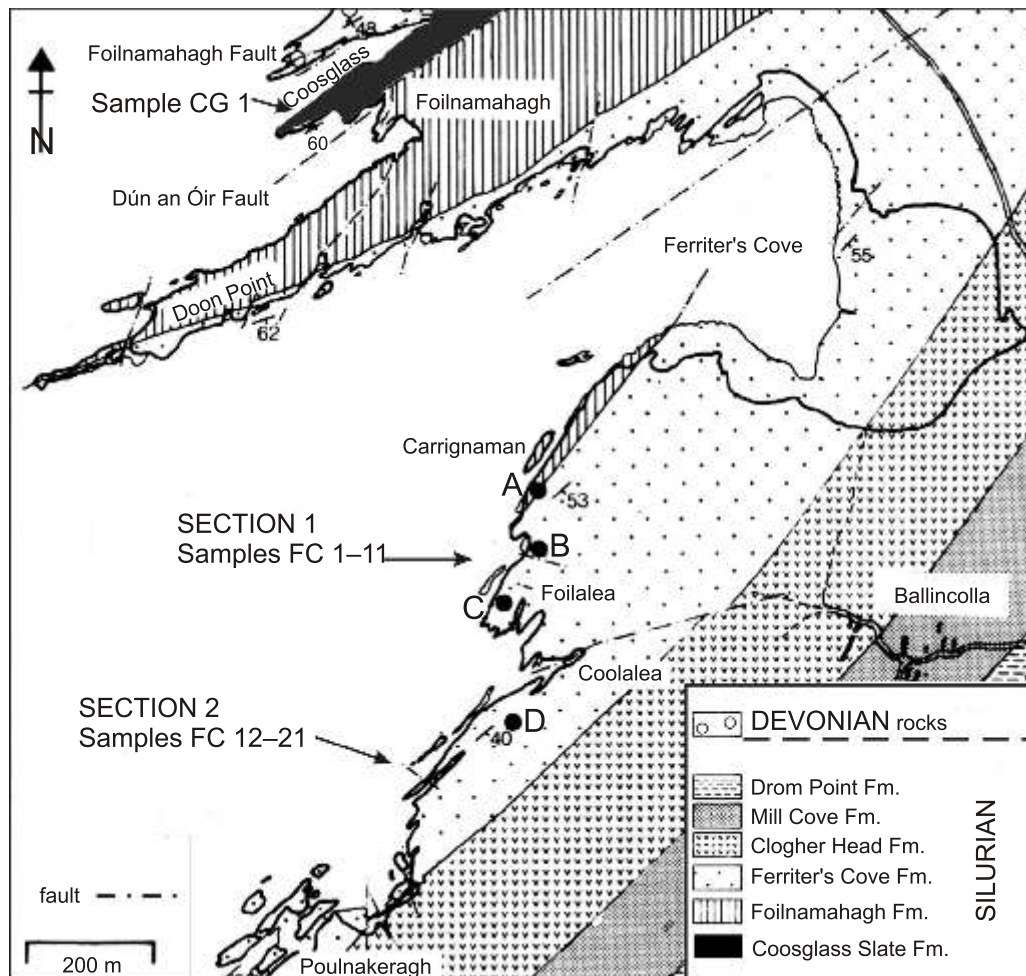 48
Foilnamahagh Fault
Coosglass
Sample CG 1
Foilnamahagh
60
N
Dún an Óir Fault
Ferriter's Cove
55
Doon Point
62
Carrignaman
A
53
SECTION 1
Samples FC 1–11
B
Foilalea
C
Ballincolla
Coolalea
SECTION 2
Samples FC 12–21
D
40
DEVONIAN rocks
Drom Point Fm.
Mill Cove Fm.
Clogher Head Fm.
Ferriter's Cove Fm.
Foilnamahagh Fm.
Coosglass Slate Fm.
SILURIAN
fault
200 m
Poulnakeragh